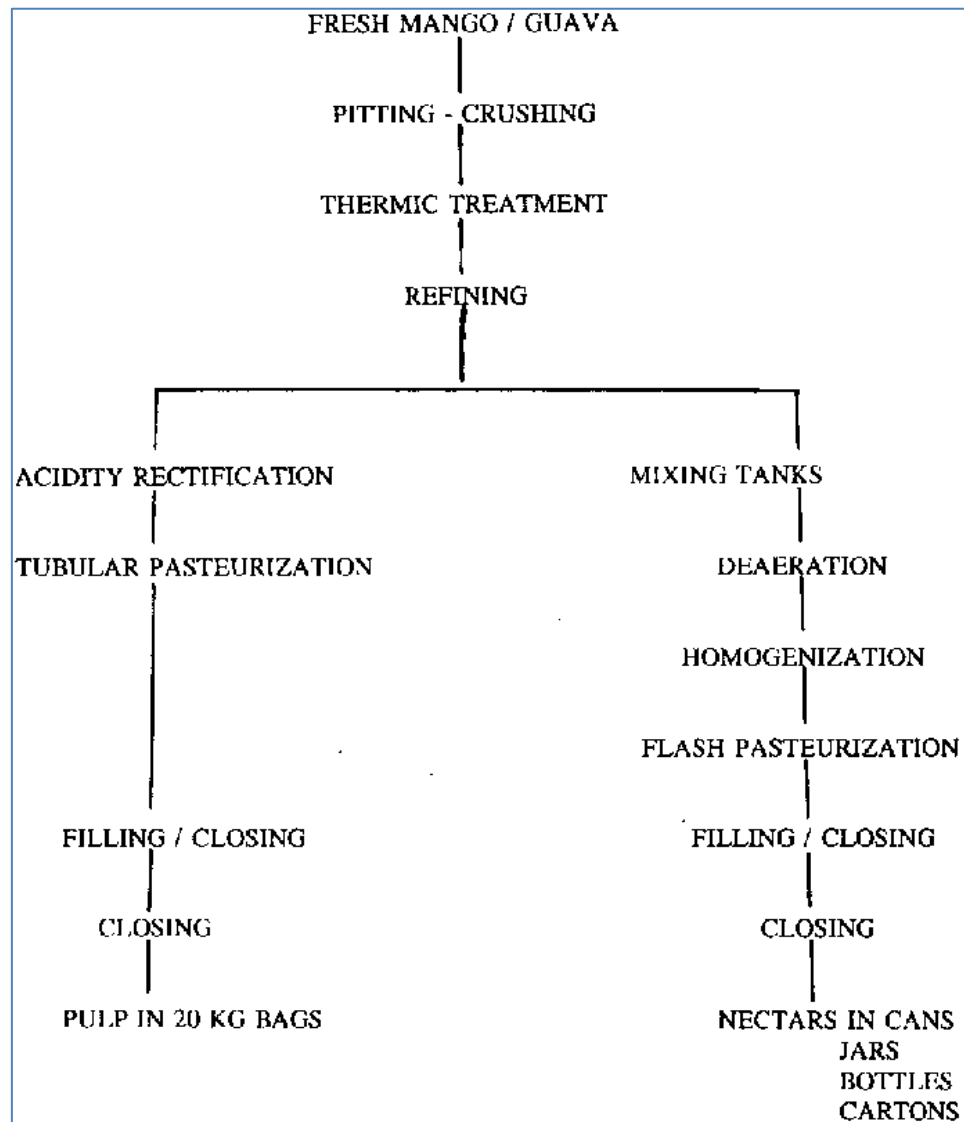 FRESH MANGO / GUAVA
PITTING - CRUSHING
THERMIC TREATMENT
REFINING
ACIDITY RECTIFICATION
MIXING TANKS
TUBULAR PASTEURIZATION
DEAERATION
HOMOGENIZATION
FLASH PASTEURIZATION
FILLING / CLOSING
FILLING / CLOSING
CLOSING
CLOSING
PULP IN 20 KG BAGS
NECTARS IN CANS
JARS
BOTTLES
CARTONS